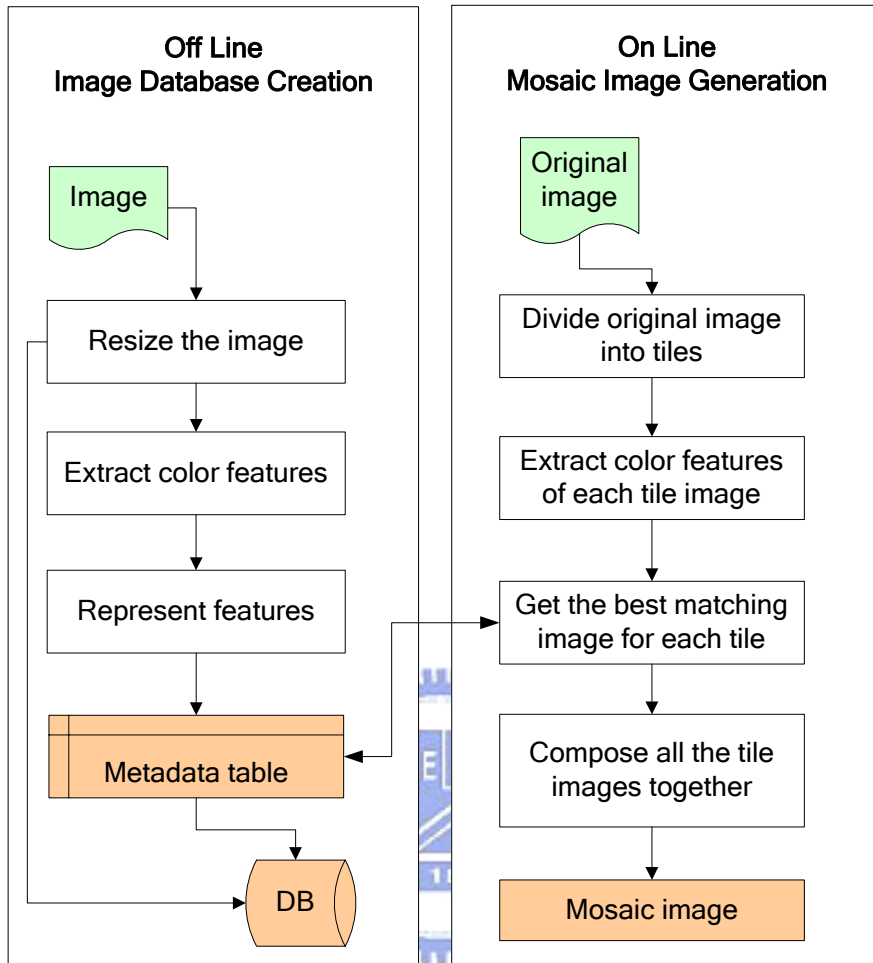 Off Line
Image Database Creation
Image
Resize the image
Extract color features
Represent features
Metadata table
DB
On Line
Mosaic Image Generation
Original
image
Divide original image
into tiles
Extract color features
of each tile image
Get the best matching
image for each tile
Compose all the tile
images together
Mosaic image